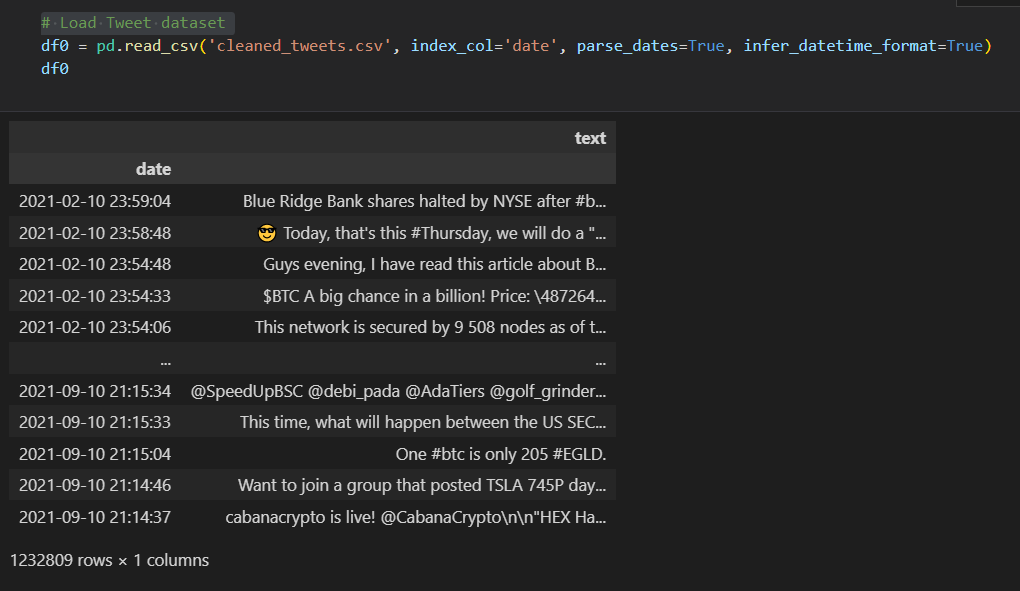 # Load Tweet dataset
df0 = pd.read_csv('cleaned_tweets.csv', index_col='date', parse_dates=True, infer_datetime_format=True)
df0
text
date
2021-02-10 23:59:04 Blue Ridge Bank shares halted by NYSE after #b...
2021-02-10 23:58:48 😎 Today, that's this #Thursday, we will do a "...
2021-02-10 23:54:48 Guys evening, I have read this article about B...
2021-02-10 23:54:33 $BTC A big chance in a billion! Price: \487264...
2021-02-10 23:54:06 This network is secured by 9 508 nodes as of t...
... ...
2021-09-10 21:15:34 @SpeedUpBSC @debi_pada @AdaTiers @golf_grinder...
2021-09-10 21:15:33 This time, what will happen between the US SEC...
2021-09-10 21:15:04 One #btc is only 205 #EGLD.
2021-09-10 21:14:46 Want to join a group that posted TSLA 745P day...
2021-09-10 21:14:37 cabanacrypto is live! @CabanaCrypto\n\n"HEX Ha...
1232809 rows × 1 columns